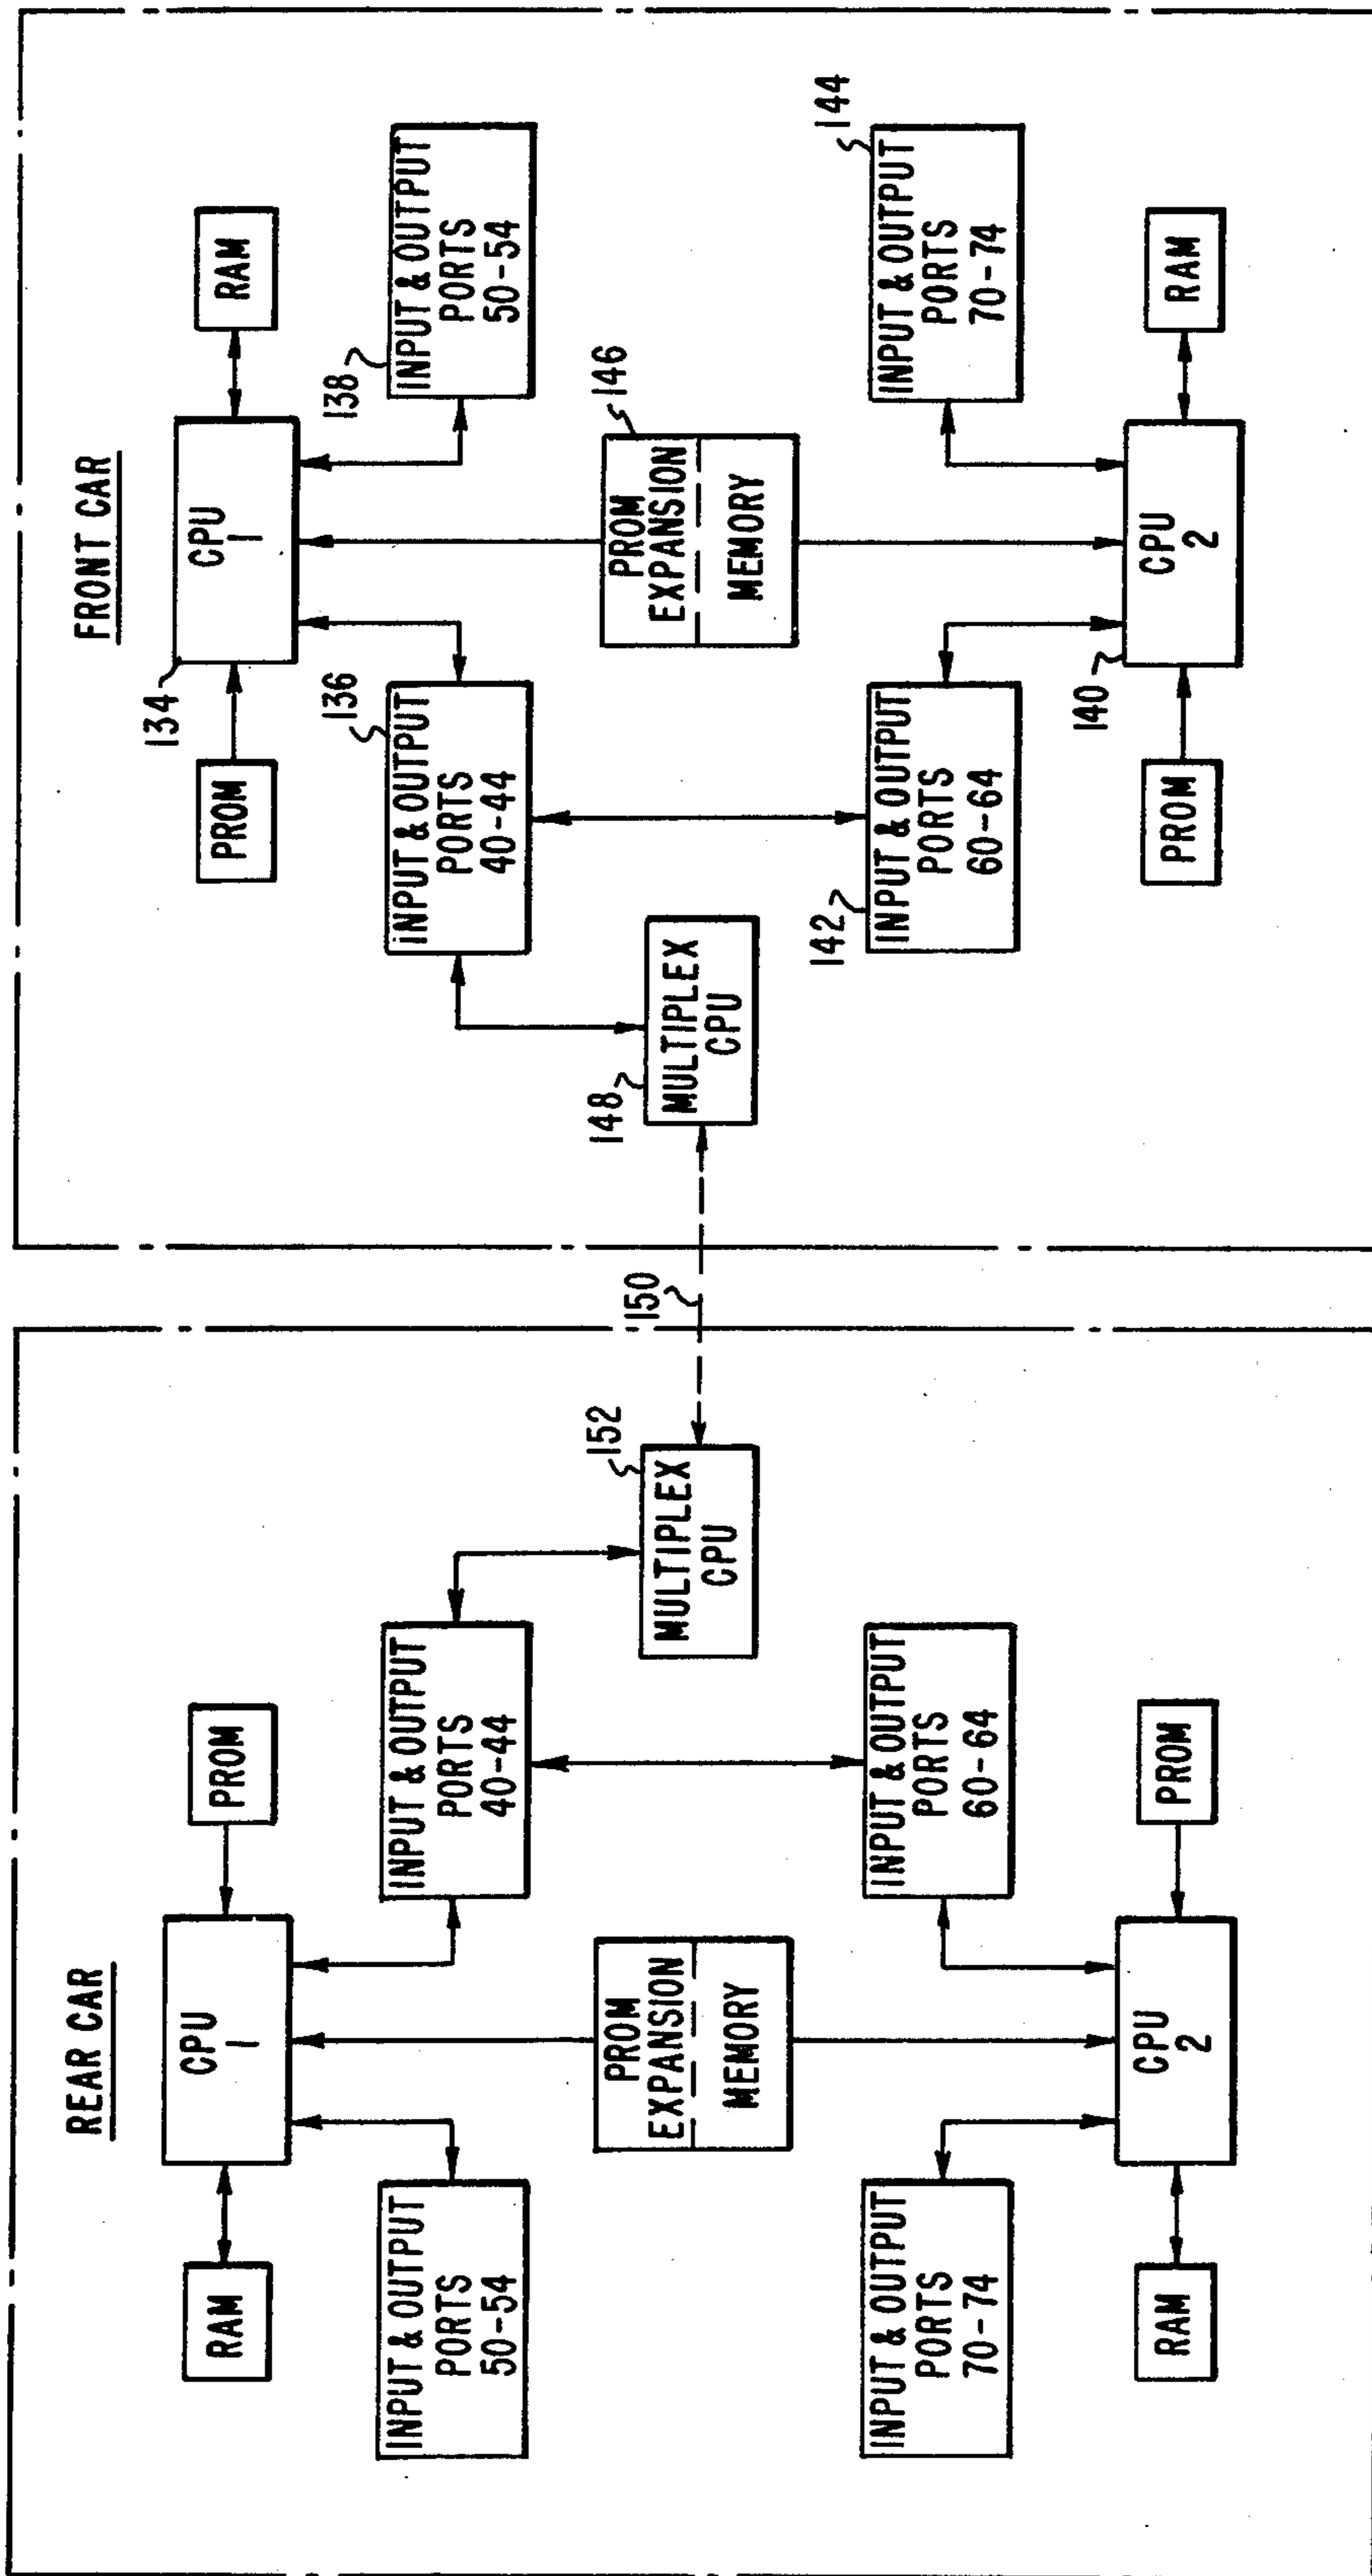 REAR CAR
RAM
CPU
1
PROM
INPUT & OUTPUT
PORTS
50-54
INPUT & OUTPUT
PORTS
40-44
PROM
EXPANSION
MEMORY
152
MULTIPLEX
CPU
INPUT & OUTPUT
PORTS
70-74
INPUT & OUTPUT
PORTS
60-64
RAM
CPU
2
PROM
150
FRONT CAR
134
PROM
CPU
1
RAM
136
INPUT & OUTPUT
PORTS
40-44
138
INPUT & OUTPUT
PORTS
50-54
148
MULTIPLEX
CPU
146
PROM
EXPANSION
MEMORY
142
INPUT & OUTPUT
PORTS
60-64
144
INPUT & OUTPUT
PORTS
70-74
140
PROM
CPU
2
RAM